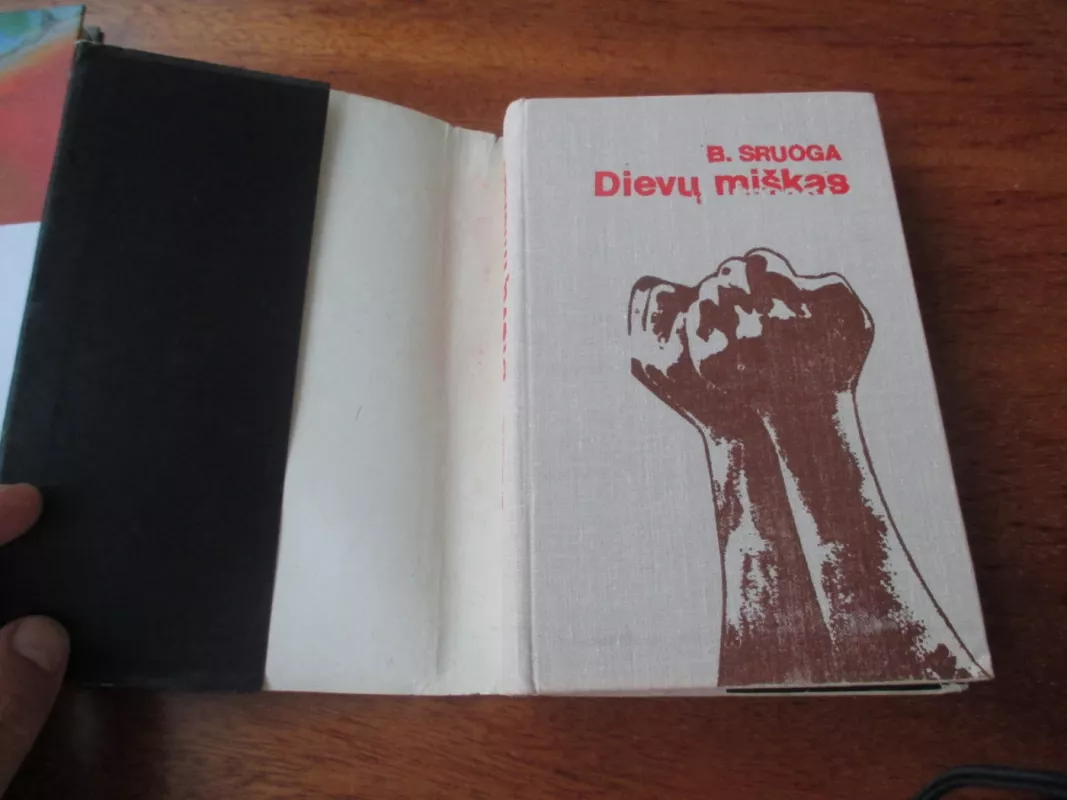 B. SRUOGA
Dievų miškas